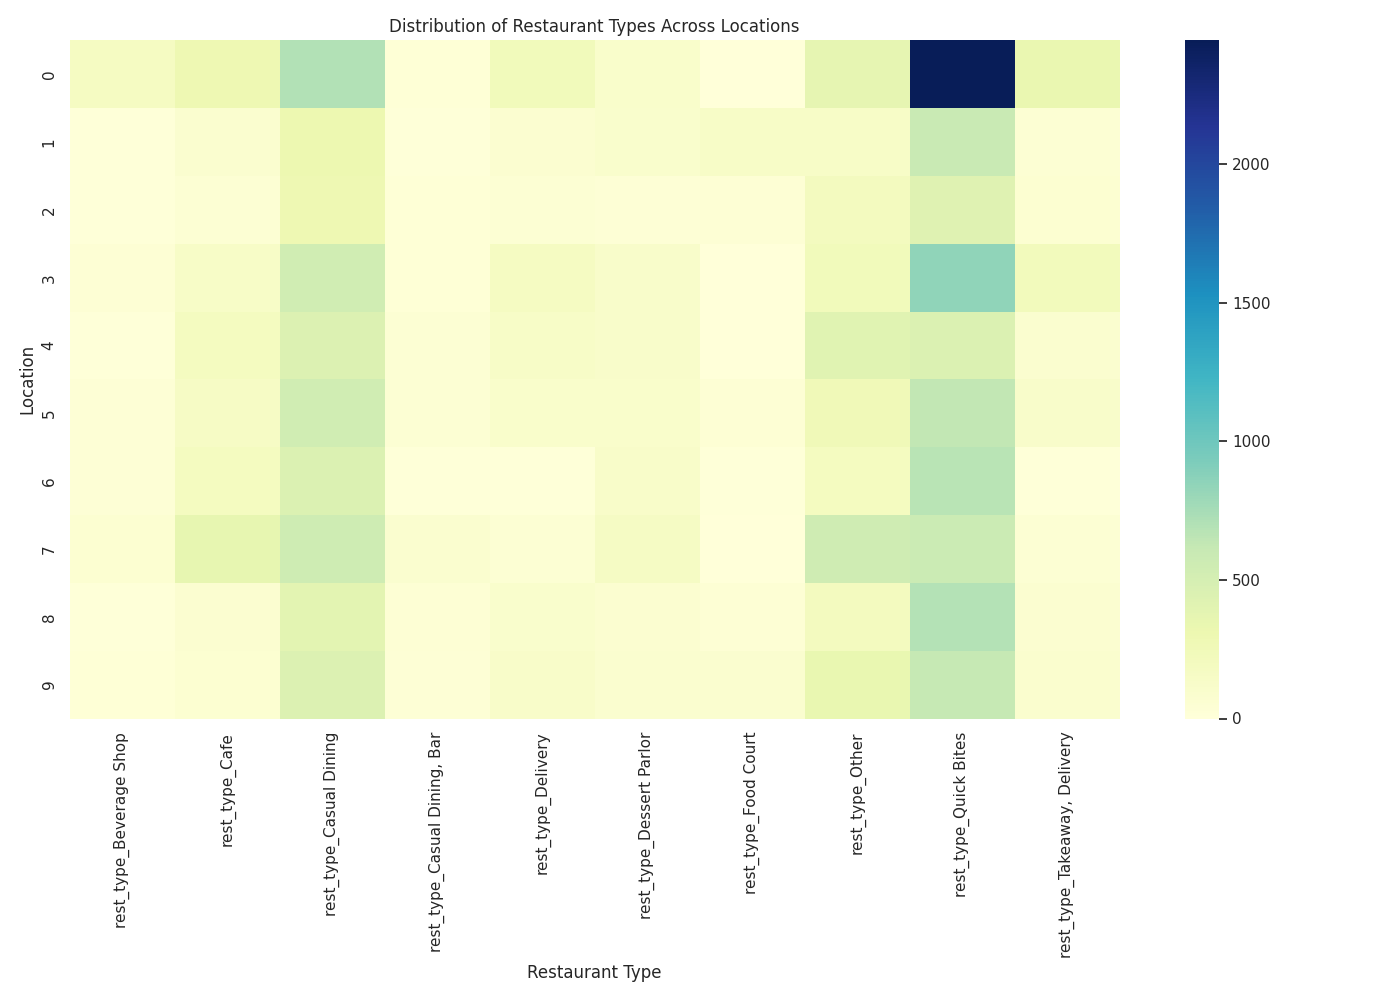 Distribution of Restaurant Types Across Locations
Location
0
1
2
3
4
5
6
7
8
9
rest_type_Beverage Shop
rest_type_Cafe
rest_type_Casual Dining
rest_type_Casual Dining, Bar
rest_type_Delivery
rest_type_Dessert Parlor
rest_type_Food Court
rest_type_Other
rest_type_Quick Bites
rest_type_Takeaway, Delivery
Restaurant Type
2000
1500
1000
500
0